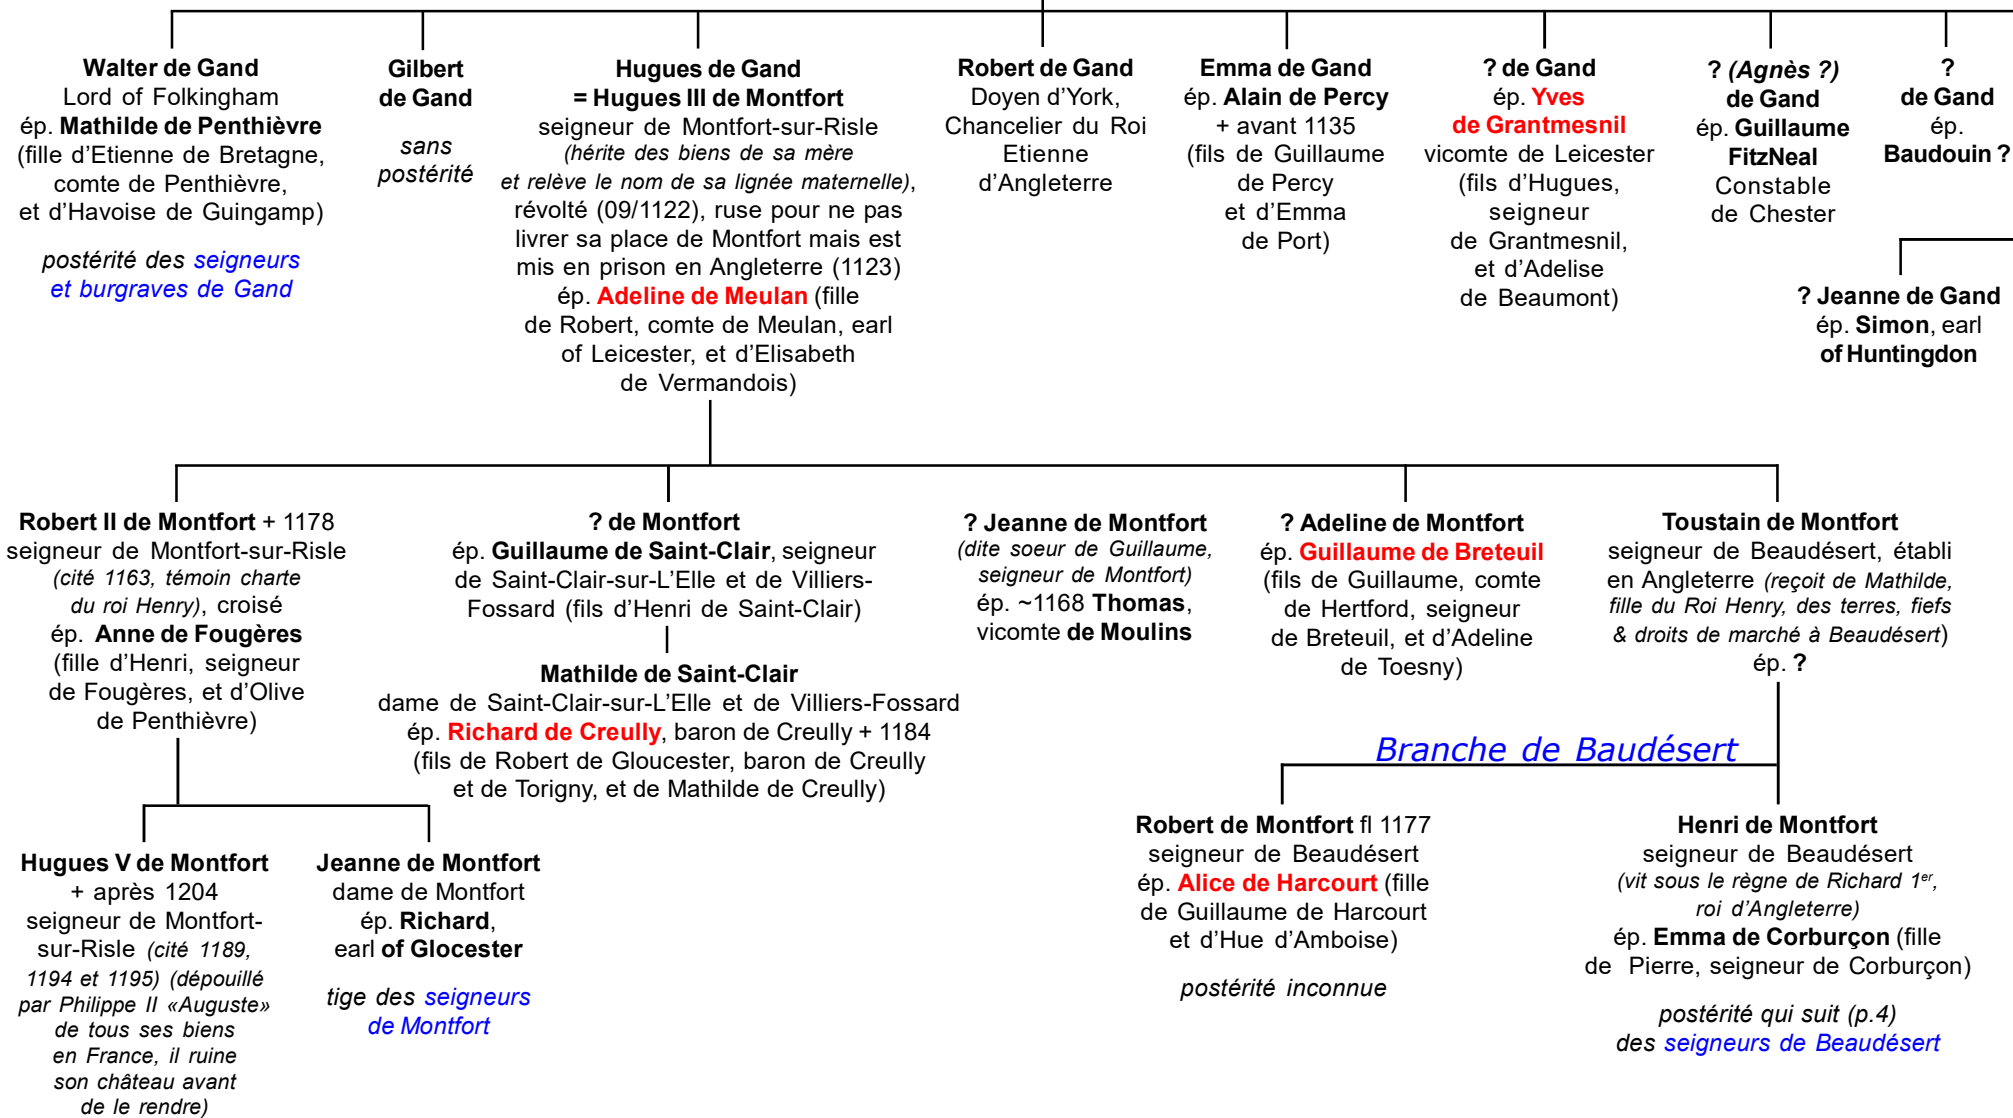 Walter de Gand
Lord of Folkingham
ép. Mathilde de Penthièvre
(fille d'Etienne de Bretagne,
comte de Penthièvre,
et d'Havoise de Guingamp)
postérité des seigneurs
et burgraves de Gand
Gilbert
de Gand
sans
postérité
Hugues de Gand
= Hugues III de Montfort
seigneur de Montfort-sur-Risle
(hérite des biens de sa mère
et relève le nom de sa lignée maternelle),
révolté (09/1122), ruse pour ne pas
livrer sa place de Montfort mais est
mis en prison en Angleterre (1123)
ép. Adeline de Meulan (fille
de Robert, comte de Meulan, earl
of Leicester, et d'Elisabeth
de Vermandois)
Robert de Gand
Doyen d'York,
Chancelier du Roi
Etienne
d'Angleterre
Emma de Gand
ép. Alain de Percy
+ avant 1135
(fils de Guillaume
de Percy
et d'Emma
de Port)
? de Gand
ép. Yves
de Grantmesnil
vicomte de Leicester
(fils d'Hugues,
seigneur
de Grantmesnil,
et d'Adelise
de Beaumont)
? (Agnès ?)
de Gand
ép. Guillaume
FitzNeal
Constable
de Chester
?
de Gand
ép.
Baudouin ?
? Jeanne de Gand
ép. Simon, earl
of Huntingdon
Robert II de Montfort + 1178
seigneur de Montfort-sur-Risle
(cité 1163, témoin charte
du roi Henry), croisé
ép. Anne de Fougères
(fille d'Henri, seigneur
de Fougères, et d'Olive
de Penthièvre)
? de Montfort
ép. Guillaume de Saint-Clair, seigneur
de Saint-Clair-sur-L'Elle et de Villiers-
Fossard (fils d'Henri de Saint-Clair)
Mathilde de Saint-Clair
dame de Saint-Clair-sur-L'Elle et de Villiers-Fossard
ép. Richard de Creully, baron de Creully + 1184
(fils de Robert de Gloucester, baron de Creully
et de Torigny, et de Mathilde de Creully)
? Jeanne de Montfort
(dite soeur de Guillaume,
seigneur de Montfort)
ép. ~1168 Thomas,
vicomte de Moulins
? Adeline de Montfort
ép. Guillaume de Breteuil
(fils de Guillaume, comte
de Hertford, seigneur
de Breteuil, et d'Adeline
de Toesny)
Toustain de Montfort
seigneur de Beaudésert, établi
en Angleterre (reçoit de Mathilde,
fille du Roi Henry, des terres, fiefs
& droits de marché à Beaudésert)
ép. ?
Branche de Baudésert
Hugues V de Montfort
+ après 1204
seigneur de Montfort-
sur-Risle (cité 1189,
1194 et 1195) (dépouillé
par Philippe II «Auguste»
de tous ses biens
en France, il ruine
son château avant
de le rendre)
Jeanne de Montfort
dame de Montfort
ép. Richard,
earl of Glocester
tige des seigneurs
de Montfort
Robert de Montfort fl 1177
seigneur de Beaudésert
ép. Alice de Harcourt (fille
de Guillaume de Harcourt
et d'Hue d'Amboise)
postérité inconnue
Henri de Montfort
seigneur de Beaudésert
(vit sous le règne de Richard 1er,
roi d'Angleterre)
ép. Emma de Corburçon (fille
de Pierre, seigneur de Corburçon)
postérité qui suit (p.4)
des seigneurs de Beaudésert